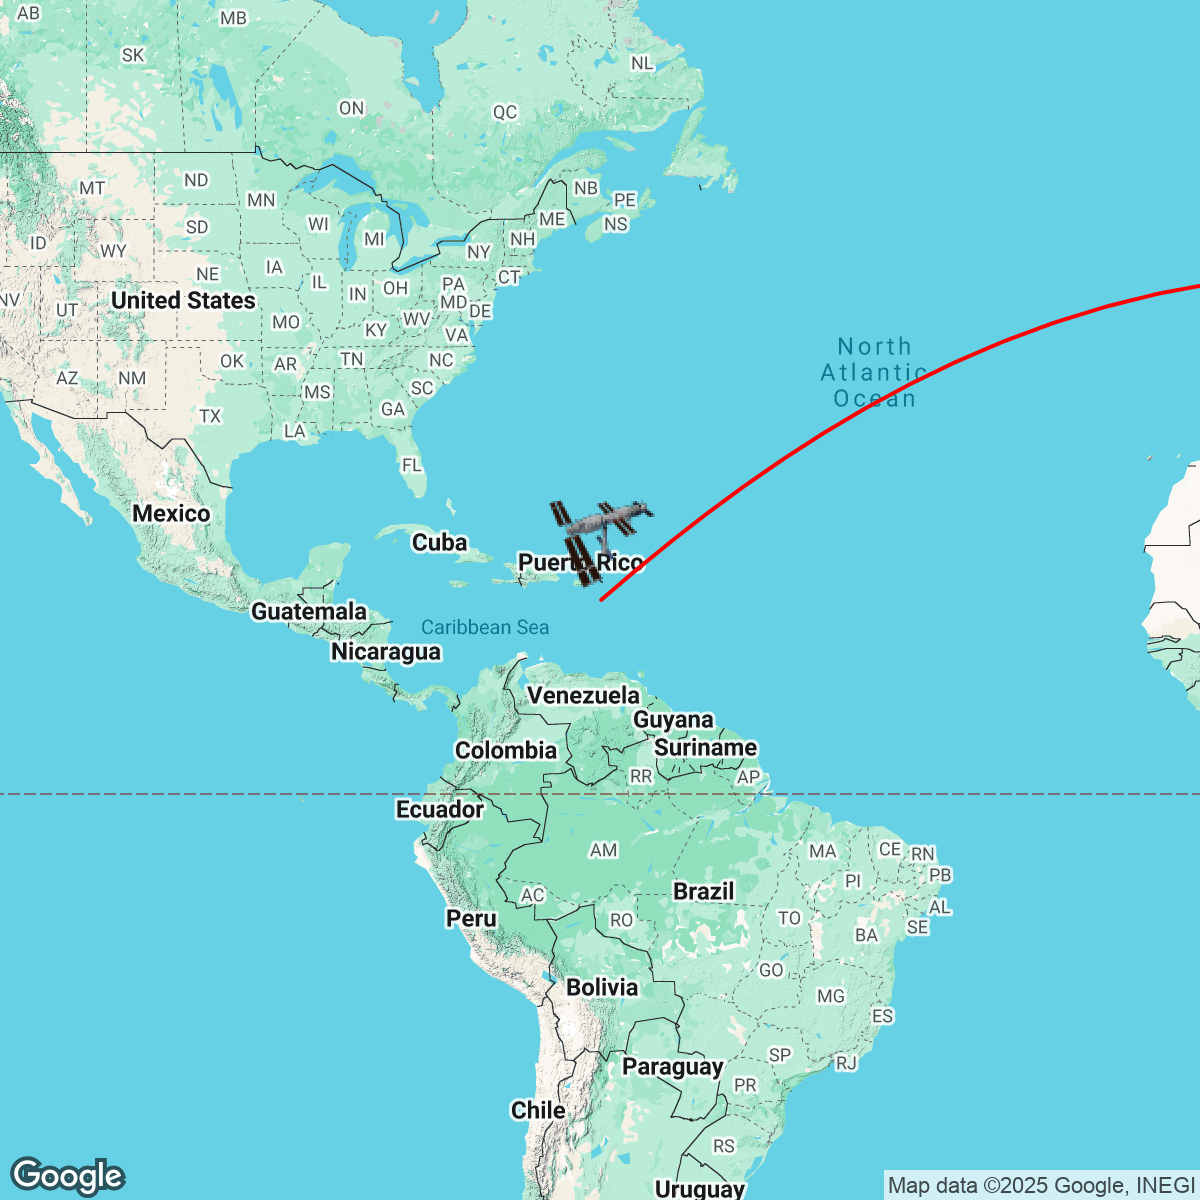 AB
MB
SK
NL
ON
QC
MT
ND
MN
NB
PE
ID
WY
SD
WI
MI
ME
NS
NH
NY
NE
IA
IL
IN
OH
PA
CT
NV
UT
United States
MD
DE
MO
KY
WV
VA
North
Atlantic
Ocean
AZ
NM
OK
AR
TN
NC
MS
SC
TX
GA
LA
FL
Mexico
Cuba
Puerto Rico
Guatemala
Caribbean Sea
Nicaragua
Venezuela
Guyana
Colombia
Suriname
RR
AP
Ecuador
AM
MA
CE
RN
PI
PB
AC
Brazil
AL
Peru
RO
TO
BA
SE
GO
Bolivia
MG
ES
SP
RJ
Paraguay
PR
Chile
RS
Uruguay
Google
Map data ©2025 Google, INEGI